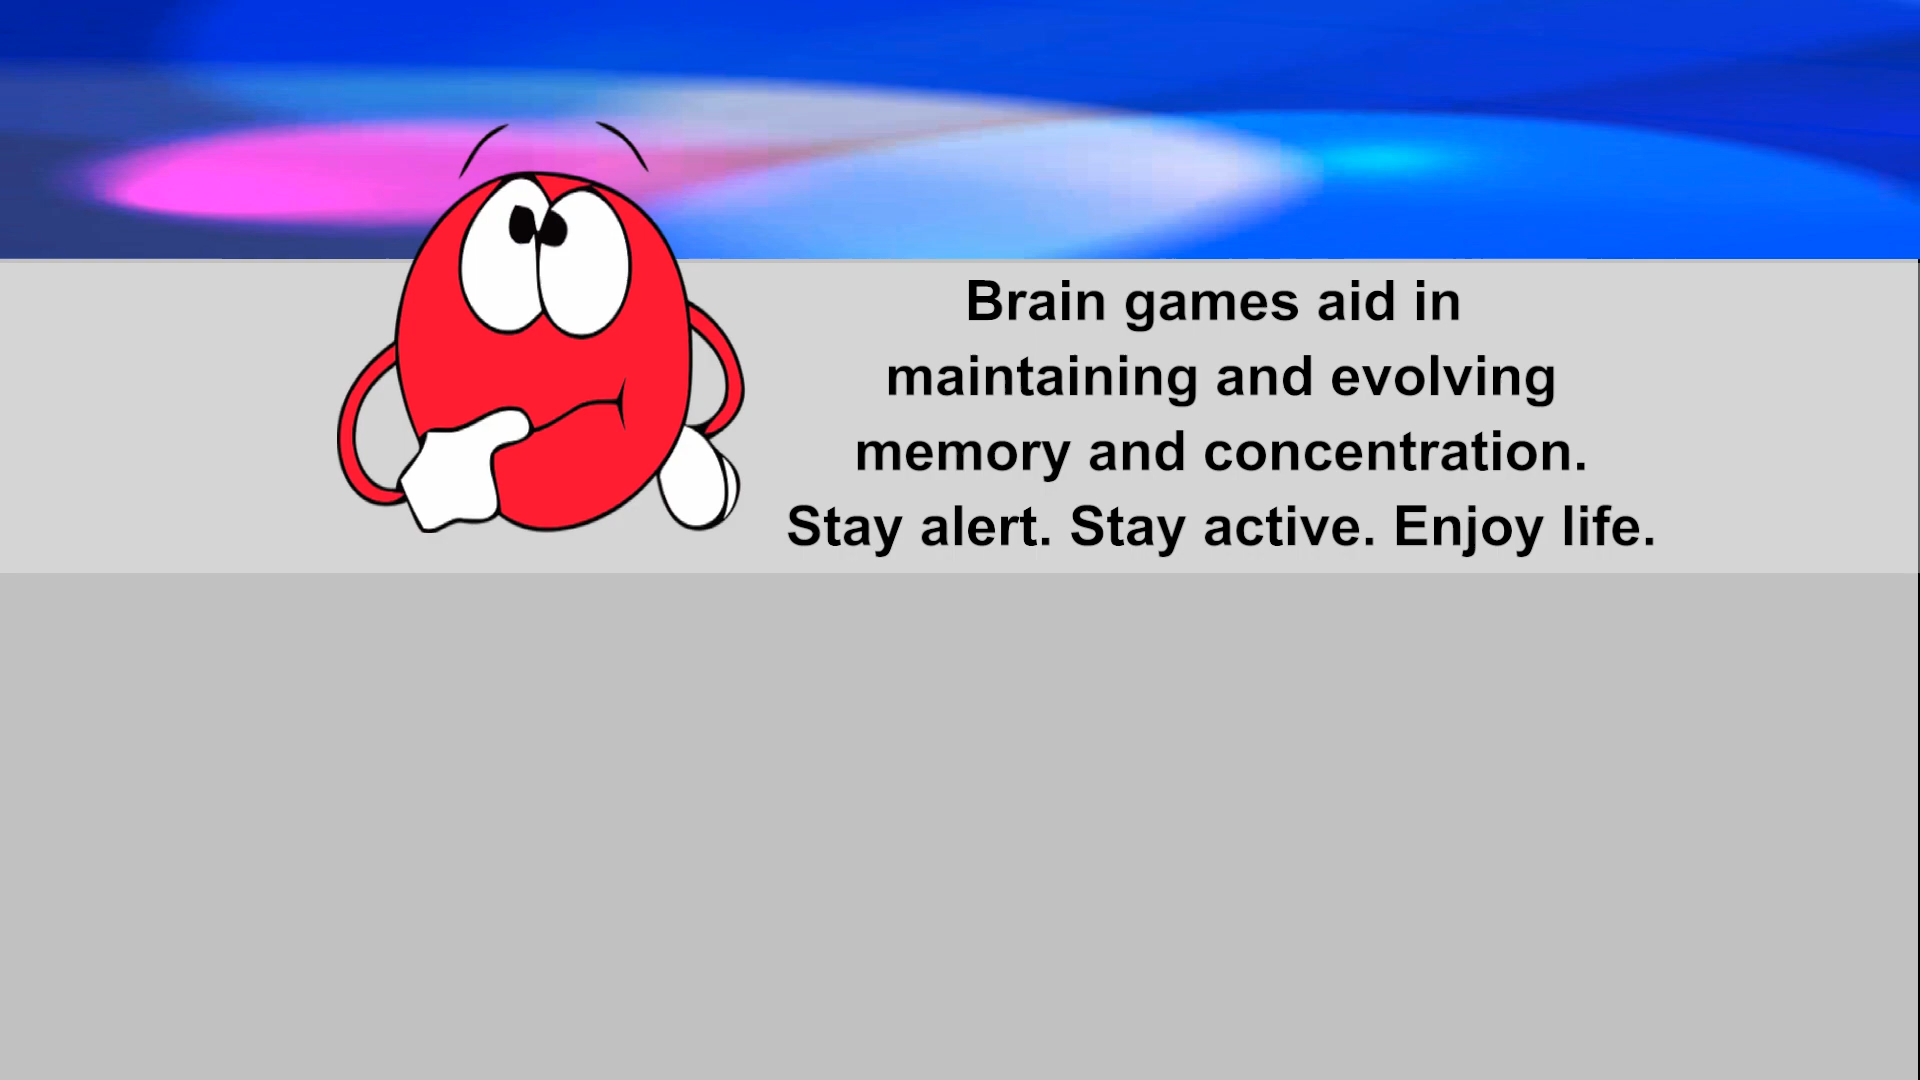 Brain games aid in
maintaining and evolving
memory and concentration.
Stay alert. Stay active. Enjoy life.